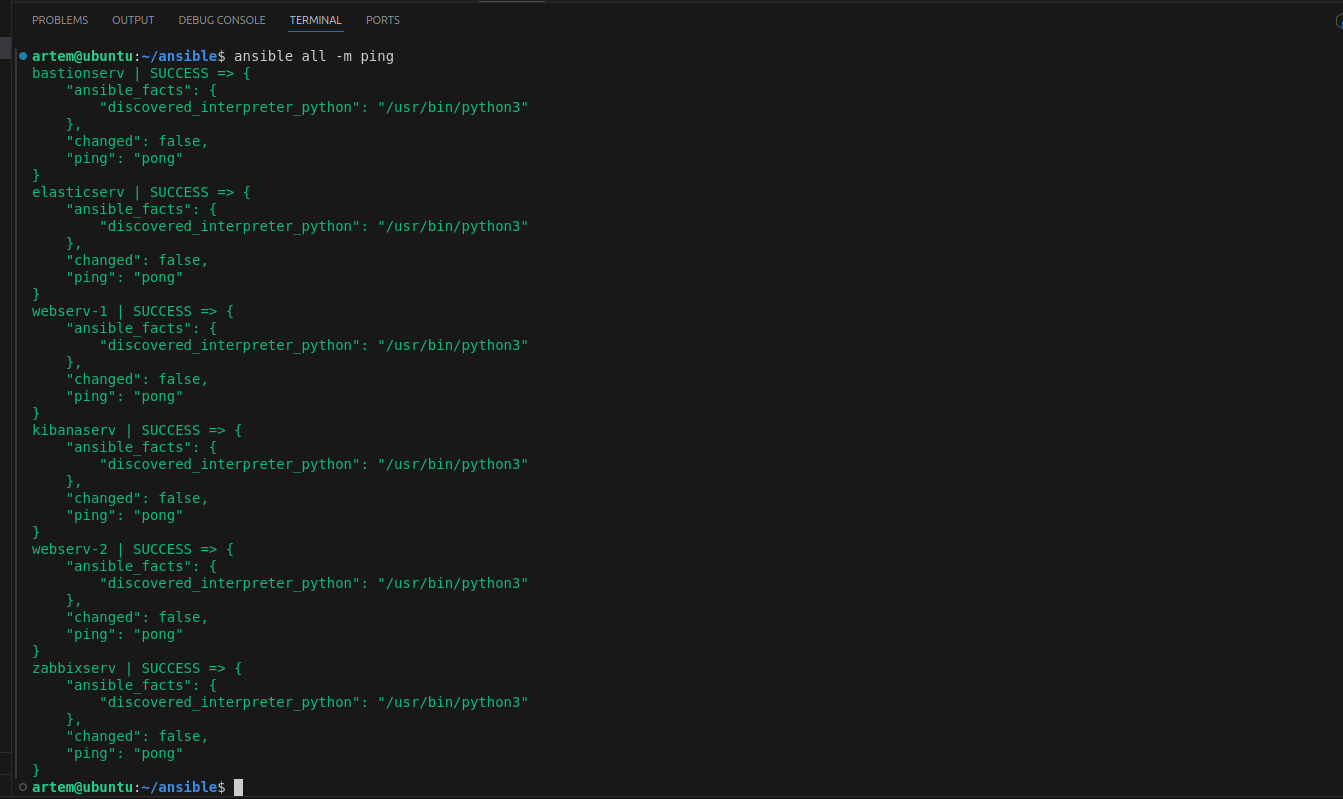 PROBLEMS OUTPUT DEBUG CONSOLE TERMINAL PORTS
artem@ubuntu:~/ansible$ ansible all -m ping
bastionserv | SUCCESS => {
    "ansible_facts": {
        "discovered_interpreter_python": "/usr/bin/python3"
    },
    "changed": false,
    "ping": "pong"
}
elasticserv | SUCCESS => {
    "ansible_facts": {
        "discovered_interpreter_python": "/usr/bin/python3"
    },
    "changed": false,
    "ping": "pong"
}
webserv-1 | SUCCESS => {
    "ansible_facts": {
        "discovered_interpreter_python": "/usr/bin/python3"
    },
    "changed": false,
    "ping": "pong"
}
kibanaserv | SUCCESS => {
    "ansible_facts": {
        "discovered_interpreter_python": "/usr/bin/python3"
    },
    "changed": false,
    "ping": "pong"
}
webserv-2 | SUCCESS => {
    "ansible_facts": {
        "discovered_interpreter_python": "/usr/bin/python3"
    },
    "changed": false,
    "ping": "pong"
}
zabbixserv | SUCCESS => {
    "ansible_facts": {
        "discovered_interpreter_python": "/usr/bin/python3"
    },
    "changed": false,
    "ping": "pong"
}
artem@ubuntu:~/ansible$